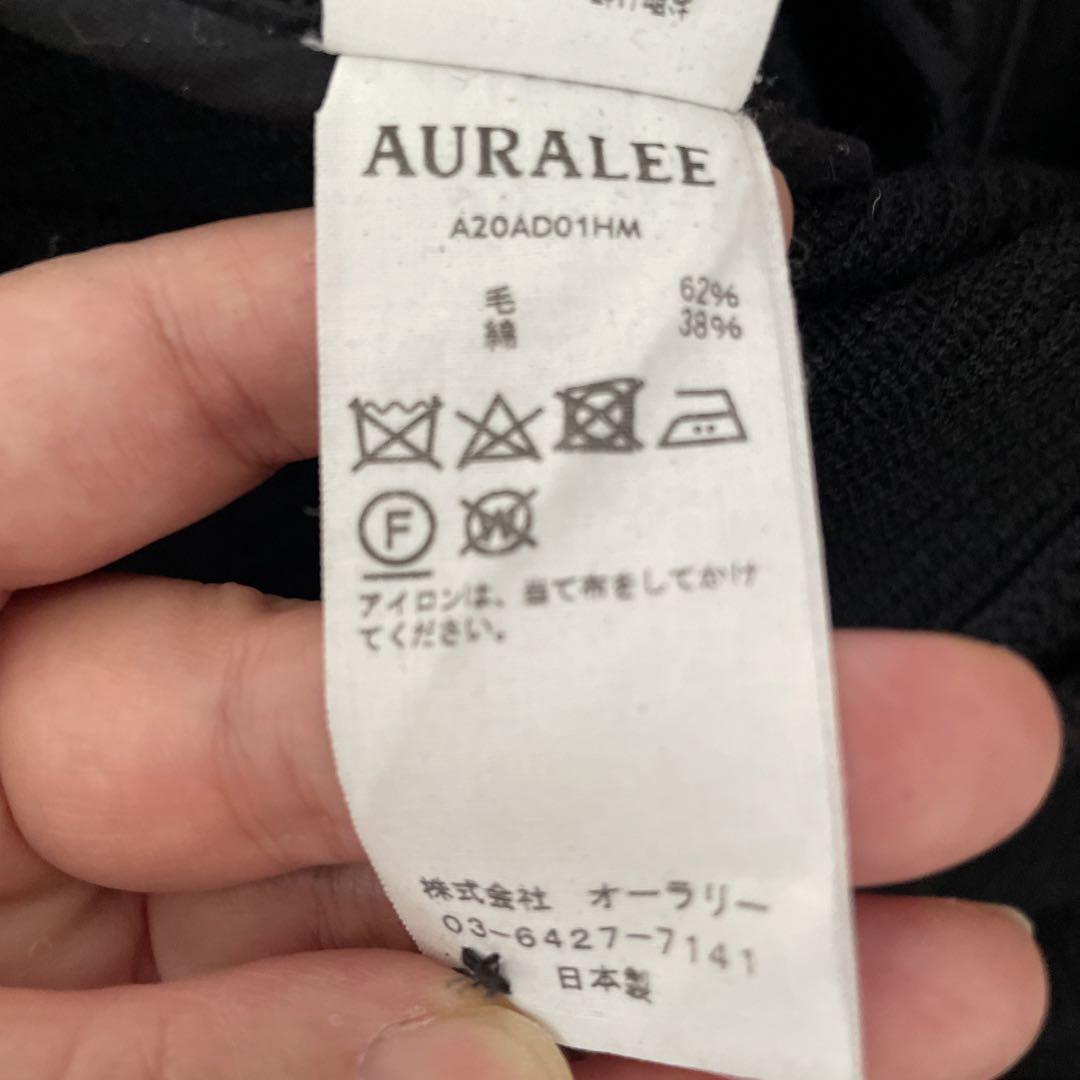 AURALEE
A20AD01HM
毛 62%
綿 38%
F W
アイロンは、当て布をしてかけ
てください。
株式会社 オーラリー
03-6427-7141
日本製